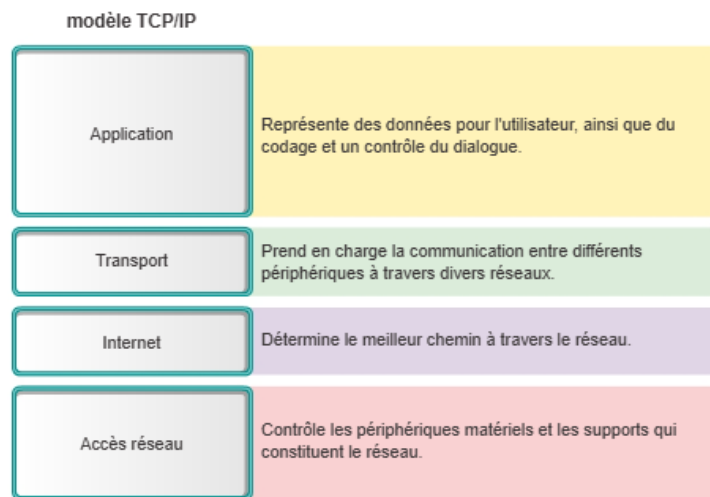 modèle TCP/IP
Application
Représente des données pour l'utilisateur, ainsi que du
codage et un contrôle du dialogue.
Transport
Prend en charge la communication entre différents
périphériques à travers divers réseaux.
Internet
Détermine le meilleur chemin à travers le réseau.
Accès réseau
Contrôle les périphériques matériels et les supports qui
constituent le réseau.